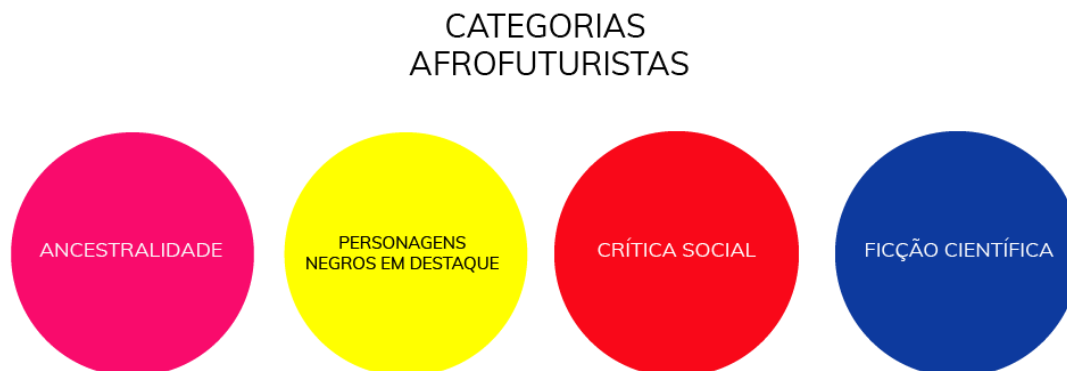 CATEGORIAS
AFROFUTURISTAS
ANCESTRALIDADE
PERSONAGENS
NEGROS EM DESTAQUE
CRÍTICA SOCIAL
FICÇÃO CIENTÍFICA